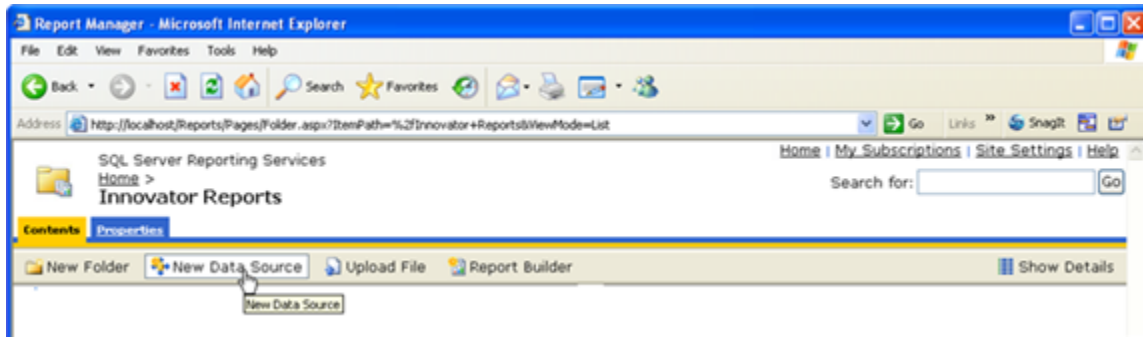 Report Manager - Microsoft Internet Explorer
File Edit View Favorites Tools Help
Back Search Favorites
Address http://localhost/Reports/Pages/Folder.aspx?ItemPath=%2fInnovator+Reports&ViewMode=List Go Links » SnagIt
Home | My Subscriptions | Site Settings | Help
SQL Server Reporting Services
Home >
Innovator Reports
Search for: Go
Contents Properties
New Folder New Data Source Upload File Report Builder Show Details
New Data Source